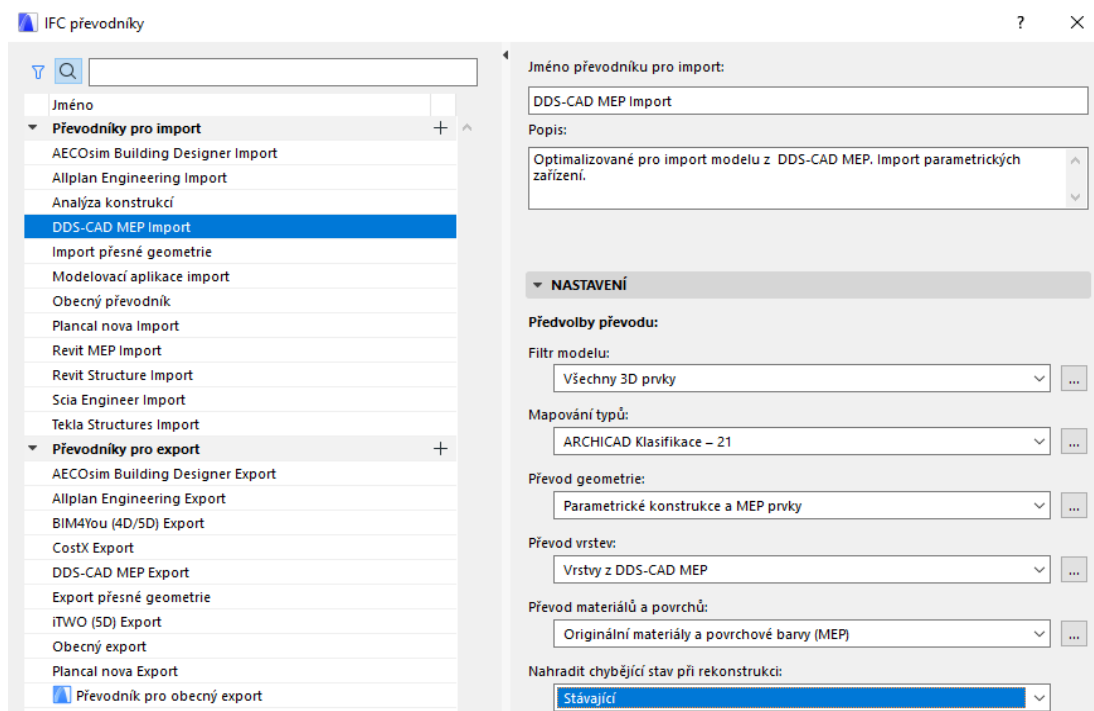 IFC převodníky
?
Jméno
Převodníky pro import
AECOsim Building Designer Import
Allplan Engineering Import
Analýza konstrukcí
DDS-CAD MEP Import
Import přesné geometrie
Modelovací aplikace import
Obecný převodník
Plancal nova Import
Revit MEP Import
Revit Structure Import
Scia Engineer Import
Tekla Structures Import
Převodníky pro export
AECOsim Building Designer Export
Allplan Engineering Export
BIM4You (4D/5D) Export
CostX Export
DDS-CAD MEP Export
Export přesné geometrie
iTWO (5D) Export
Obecný export
Plancal nova Export
Převodník pro obecný export
Jméno převodníku pro import:
DDS-CAD MEP Import
Popis:
Optimalizované pro import modelu z  DDS-CAD MEP. Import parametrických
zařízení.
NASTAVENÍ
Předvolby převodu:
Filtr modelu:
Všechny 3D prvky
...
Mapování typů:
ARCHICAD Klasifikace – 21
...
Převod geometrie:
Parametrické konstrukce a MEP prvky
...
Převod vrstev:
Vrstvy z DDS-CAD MEP
...
Převod materiálů a povrchů:
Originální materiály a povrchové barvy (MEP)
...
Nahradit chybějící stav při rekonstrukci:
Stávající